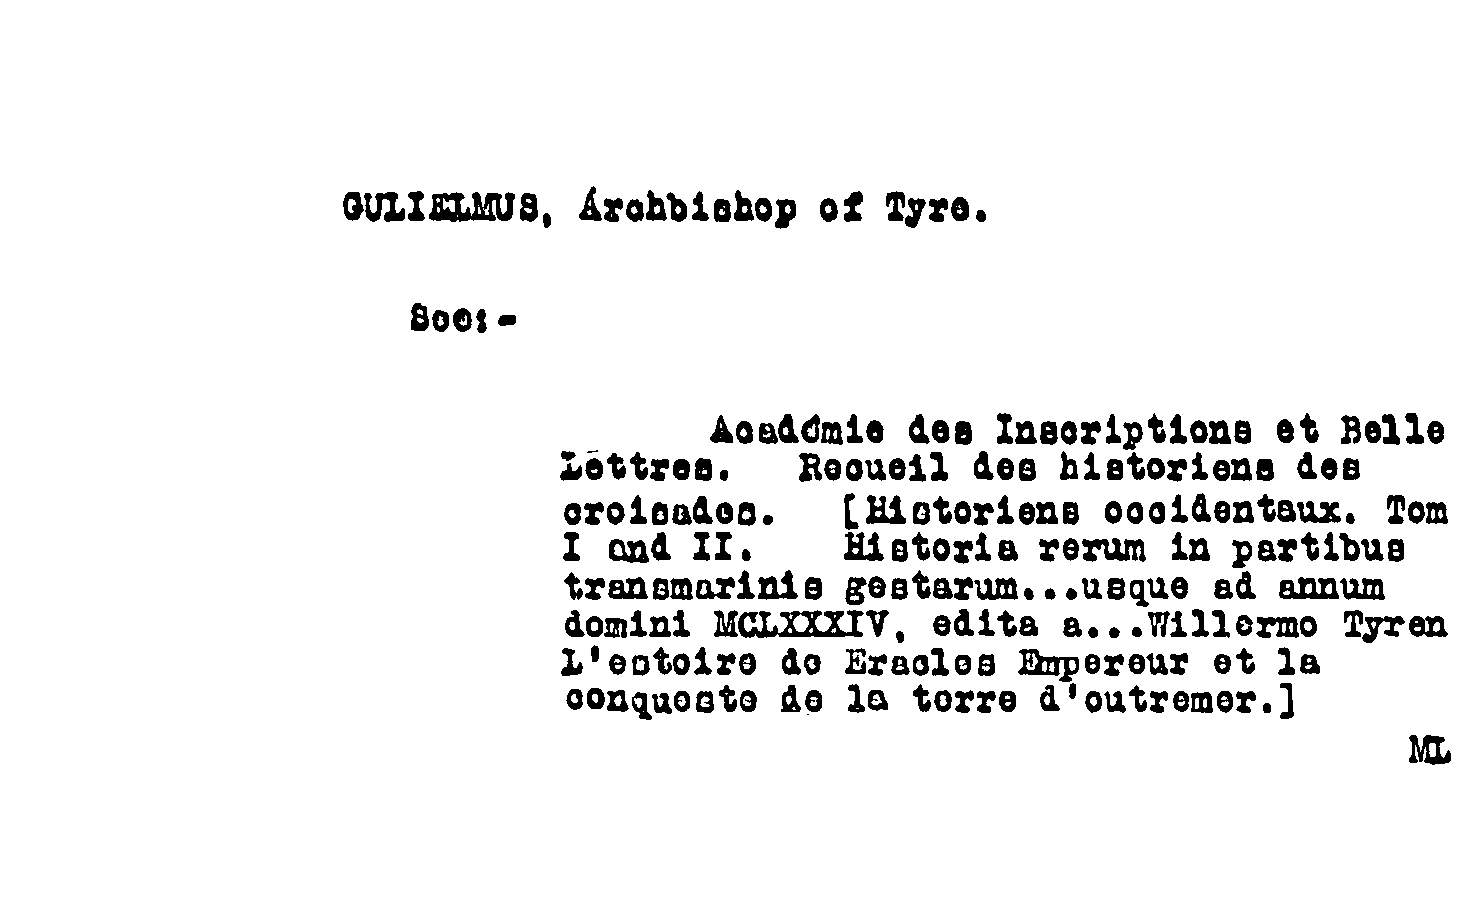 GULIELMUS, Archbishop of Tyre.
See:-
Académie des Inscriptions et Belle
Lettres. Recueil des historiens des
croisades. [Historiens occidentaux. Tom
I and II. Historia rerum in partibus
transmarinis gestarum...usque ad annum
domini MCLXXXIV, edita a...Willermo Tyren
L'estoire de Eracles Empereur et la
conqueste de la terre d'outremer.]
ML